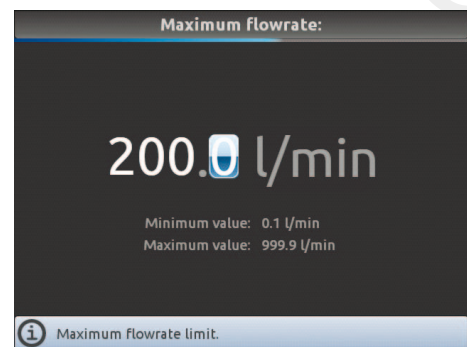 Maximum flowrate:
200.0 l/min
Minimum value: 0.1 l/min
Maximum value: 999.9 l/min
i Maximum flowrate limit.